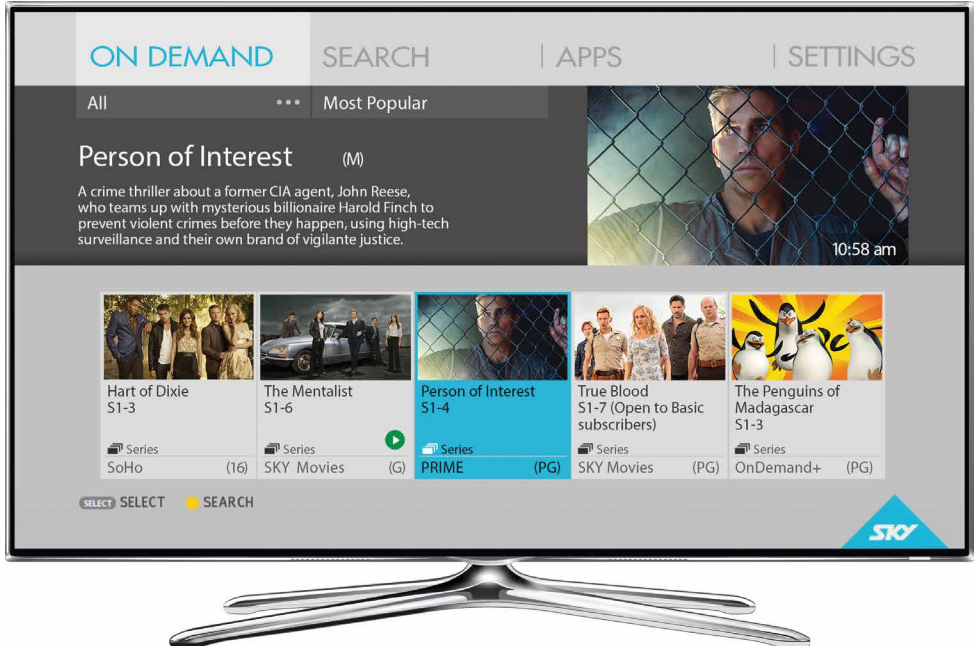 ON DEMAND
SEARCH
APPS
SETTINGS
All
Most Popular
Person of Interest (M)
A crime thriller about a former CIA agent, John Reese,
who teams up with mysterious billionaire Harold Finch to
prevent violent crimes before they happen, using high-tech
surveillance and their own brand of vigilante justice.
10:58 am
Hart of Dixie
S1-3
Series
SoHo (16)
The Mentalist
S1-6
Series
SKY Movies (G)
Person of Interest
S1-4
Series
PRIME (PG)
True Blood
S1-7 (Open to Basic
subscribers)
Series
SKY Movies (PG)
The Penguins of
Madagascar
S1-3
Series
OnDemand+ (PG)
SELECT SELECT
SEARCH
SKY